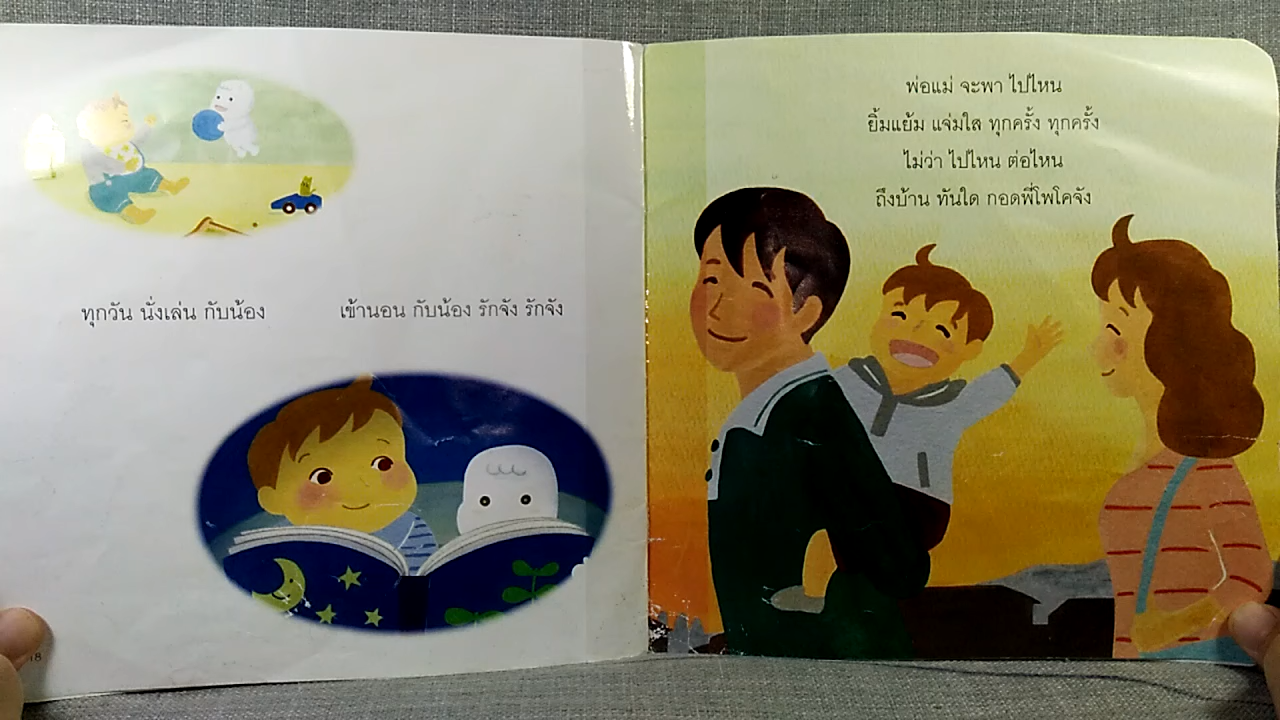 ทุกวัน นั่งเล่น กับน้อง
เข้านอน กับน้อง รักจัง รักจัง
18
พ่อแม่ จะพา ไปไหน
ยิ้มแย้ม แจ่มใส ทุกครั้ง ทุกครั้ง
ไม่ว่า ไปไหน ต่อไหน
ถึงบ้าน ทันใด กอดพี่โพโคจัง